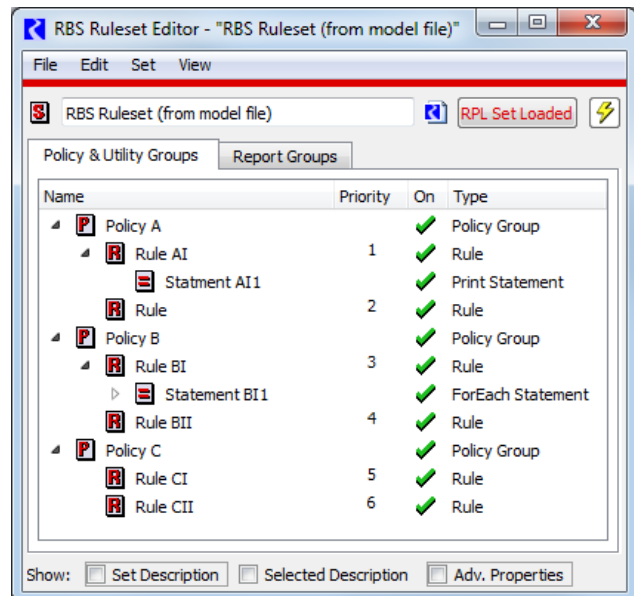 RBS Ruleset Editor - "RBS Ruleset (from model file)"
File Edit Set View
S RBS Ruleset (from model file) RPL Set Loaded
Policy & Utility Groups Report Groups
Name Priority On Type
P Policy A Policy Group
R Rule AI 1 Rule
Statment AI1 Print Statement
R Rule 2 Rule
P Policy B Policy Group
R Rule BI 3 Rule
Statement BI1 ForEach Statement
R Rule BII 4 Rule
P Policy C Policy Group
R Rule CI 5 Rule
R Rule CII 6 Rule
Show: Set Description Selected Description Adv. Properties